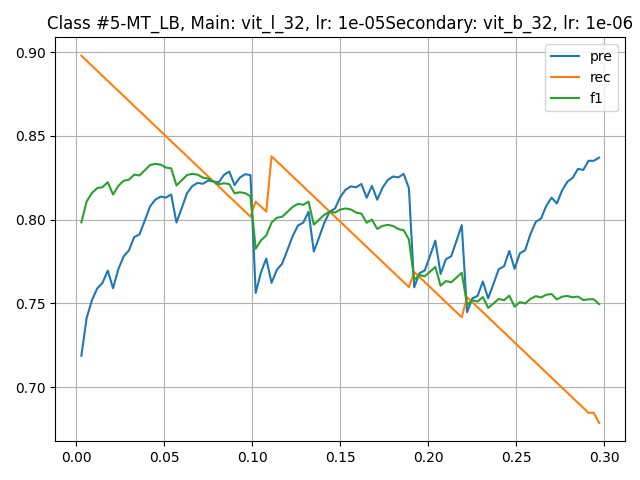 Class #5-MT_LB, Main: vit_l_32, lr: 1e-05Secondary: vit_b_32, lr: 1e-06
0.90
0.85
0.80
0.75
0.70
pre
rec
f1
0.00 0.05 0.10 0.15 0.20 0.25 0.30